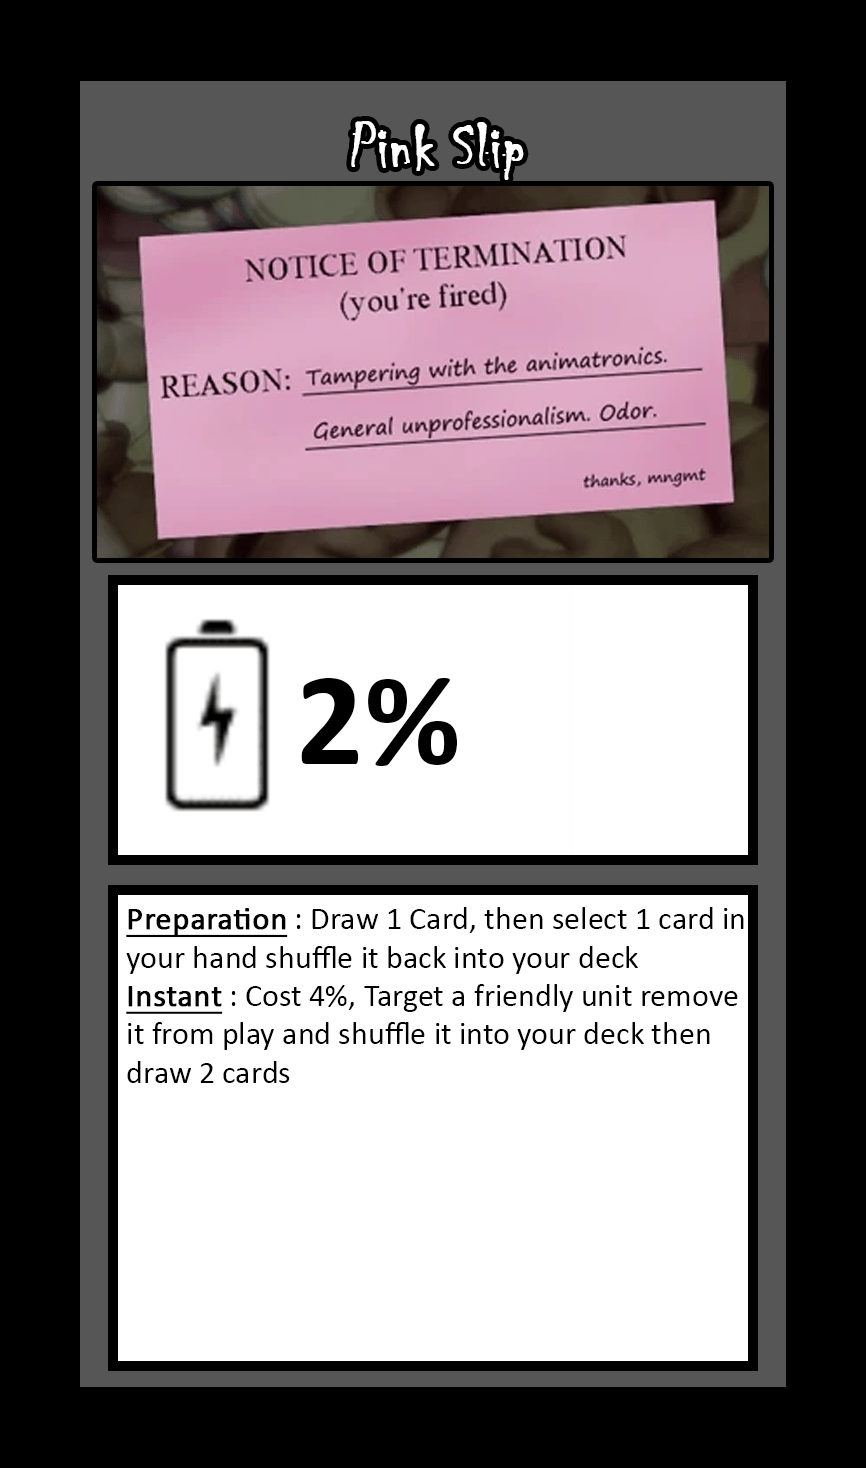 Pink Slip
NOTICE OF TERMINATION
(you're fired)
REASON: Tampering with the animatronics.
General unprofessionalism. Odor.
thanks, mngmt
2%
Preparation : Draw 1 Card, then select 1 card in
your hand shuffle it back into your deck
Instant : Cost 4%, Target a friendly unit remove
it from play and shuffle it into your deck then
draw 2 cards